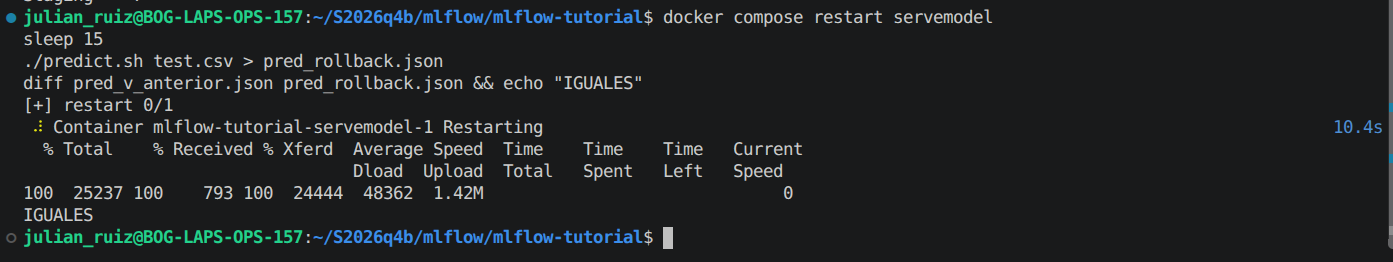 julian_ruiz@BOG-LAPS-OPS-157:~/S2026q4b/mlflow/mlflow-tutorial$ docker compose restart servemodel
sleep 15
./predict.sh test.csv > pred_rollback.json
diff pred_v_anterior.json pred_rollback.json && echo "IGUALES"
[+] restart 0/1
⠼ Container mlflow-tutorial-servemodel-1 Restarting 10.4s
% Total % Received % Xferd Average Speed Time Time Time Current
Dload Upload Total Spent Left Speed
100 25237 100 793 100 24444 48362 1.42M 0
IGUALES
julian_ruiz@BOG-LAPS-OPS-157:~/S2026q4b/mlflow/mlflow-tutorial$